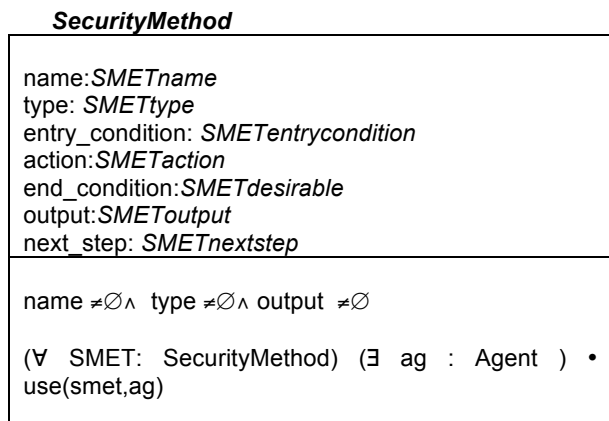 SecurityMethod
name:SMETname
type: SMETtype
entry_condition: SMETentrycondition
action:SMETaction
end_condition:SMETdesirable
output:SMEToutput
next_step: SMETnextstep
name ≠∅∧ type ≠∅∧ output ≠∅
(∀ SMET: SecurityMethod) (∃ ag : Agent ) •
use(smet,ag)